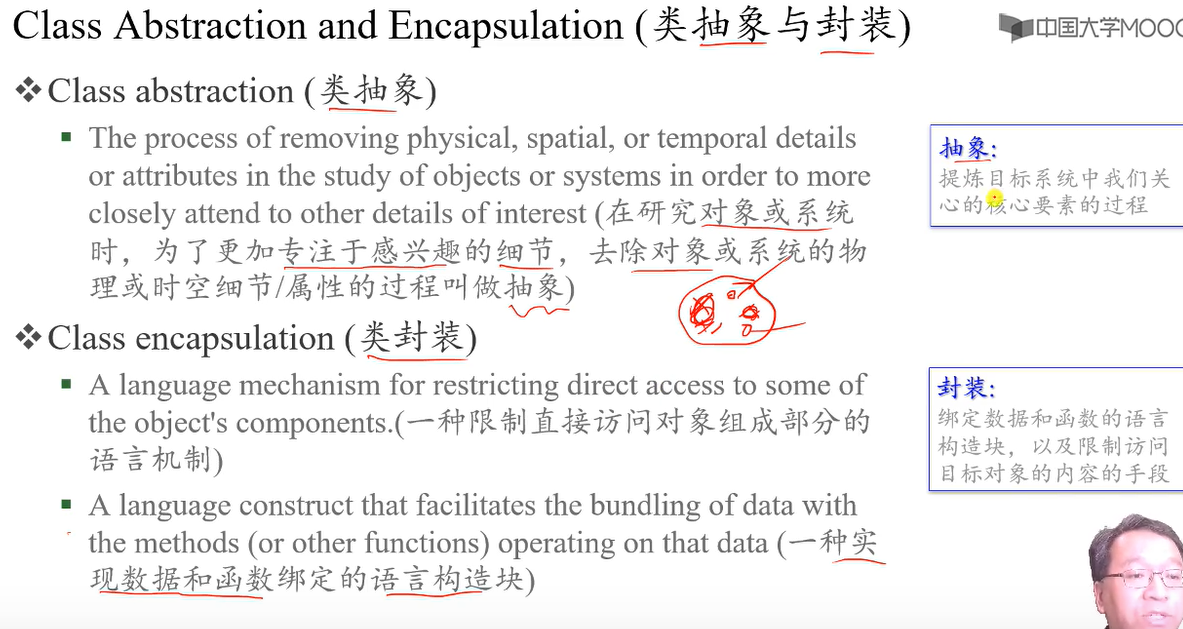 Class Abstraction and Encapsulation (类抽象与封装)
中国大学MOOC
❖Class abstraction (类抽象)
▪ The process of removing physical, spatial, or temporal details
or attributes in the study of objects or systems in order to more
closely attend to other details of interest (在研究对象或系统
时，为了更加专注于感兴趣的细节，去除对象或系统的物
理或时空细节/属性的过程叫做抽象)
抽象:
提炼目标系统中我们关
心的核心要素的过程
❖Class encapsulation (类封装)
▪ A language mechanism for restricting direct access to some of
the object's components.(一种限制直接访问对象组成部分的
语言机制)
▪ A language construct that facilitates the bundling of data with
the methods (or other functions) operating on that data (一种实
现数据和函数绑定的语言构造块)
封装:
绑定数据和函数的语言
构造块，以及限制访问
目标对象的内容的手段